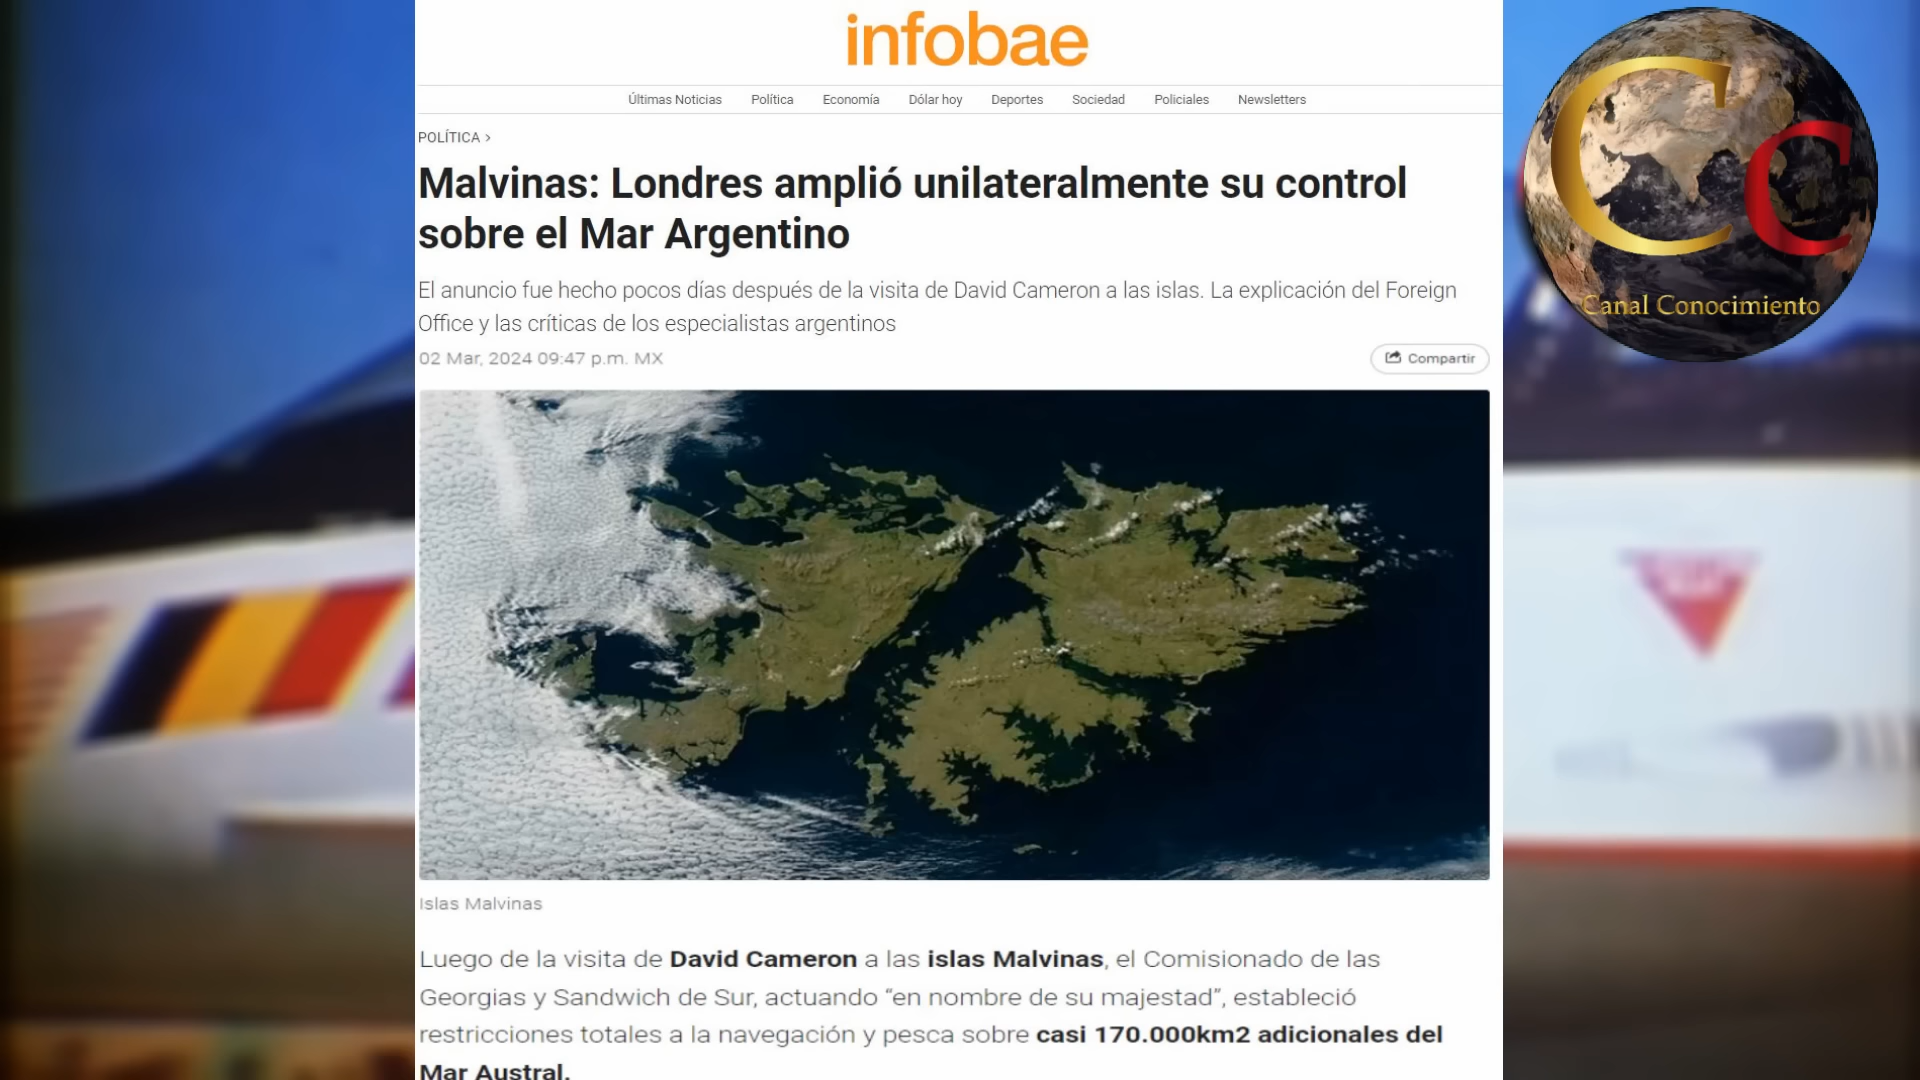 infobae
Últimas Noticias Política Economía Dólar hoy Deportes Sociedad Policiales Newsletters
POLÍTICA >
Malvinas: Londres amplió unilateralmente su control
sobre el Mar Argentino
El anuncio fue hecho pocos días después de la visita de David Cameron a las islas. La explicación del Foreign
Office y las críticas de los especialistas argentinos
02 Mar, 2024 09:47 p.m. MX
Compartir
Islas Malvinas
Luego de la visita de David Cameron a las islas Malvinas, el Comisionado de las
Georgias y Sandwich de Sur, actuando “en nombre de su majestad”, estableció
restricciones totales a la navegación y pesca sobre casi 170.000km2 adicionales del
Mar Austral.
C c
Canal Conocimiento